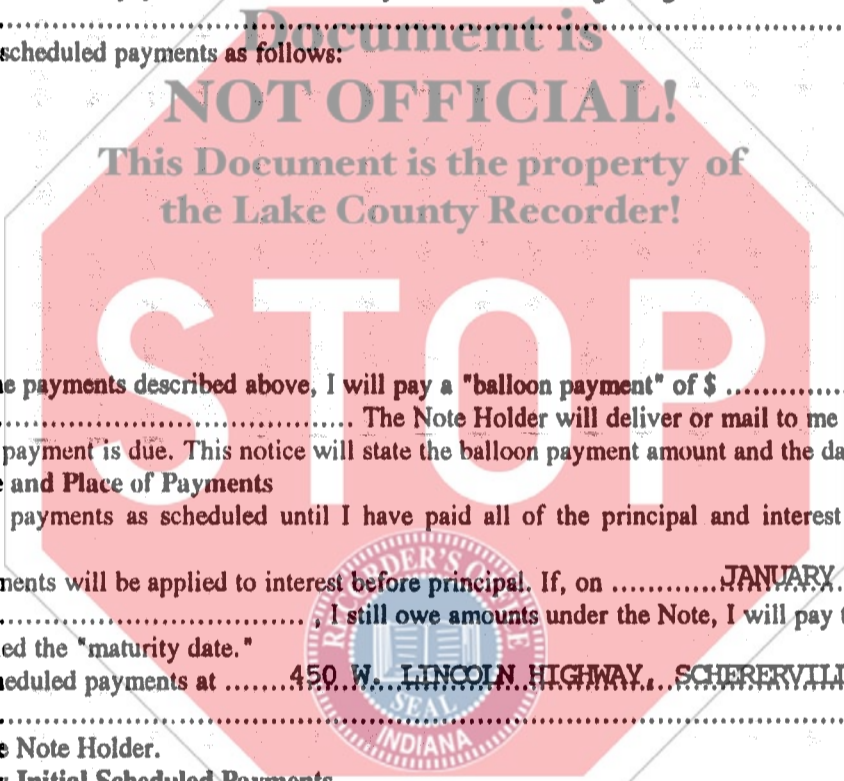 Document is
scheduled payments as follows:
NOT OFFICIAL!
This Document is the property of
the Lake County Recorder!
STOP
payments described above, I will pay a "balloon payment" of $ ....................
.................................................... The Note Holder will deliver or mail to me
payment is due. This notice will state the balloon payment amount and the
and Place of Payments
payments as scheduled until I have paid all of the principal and interest
will be applied to interest before principal. If, on ............JANUARY.
.................................................... , I still owe amounts under the Note, I will pay
the "maturity date."
payments at .......450 W. LINCOLN HIGHWAY, SCHERERVILL
Note Holder.
Initial Scheduled Payments
RECORDER'S OFFICE
SEAL
INDIANA